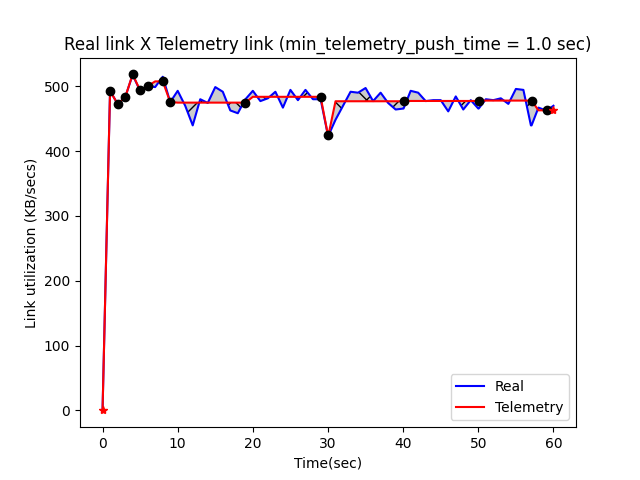 Real link X Telemetry link (min_telemetry_push_time = 1.0 sec)
Link utilization (KB/secs)
500
400
300
200
100
0
0 10 20 30 40 50 60
Time(sec)
Real
Telemetry